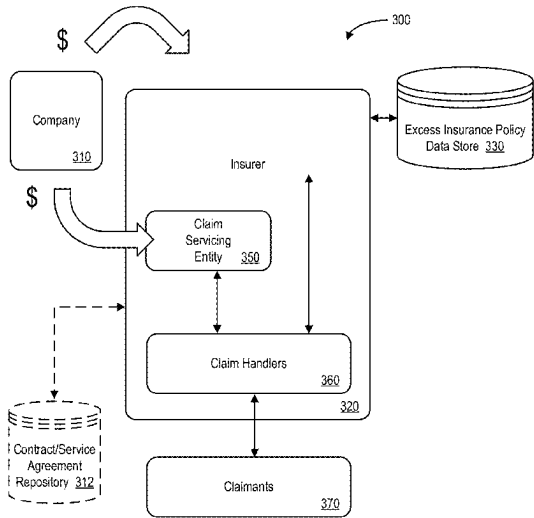 $
300
Company
310
Excess Insurance Policy
Data Store 330
Insurer
$
Claim
Servicing
Entity 350
Claim Handlers
360
320
Contract/Service
Agreement
Repository 312
Claimants
370